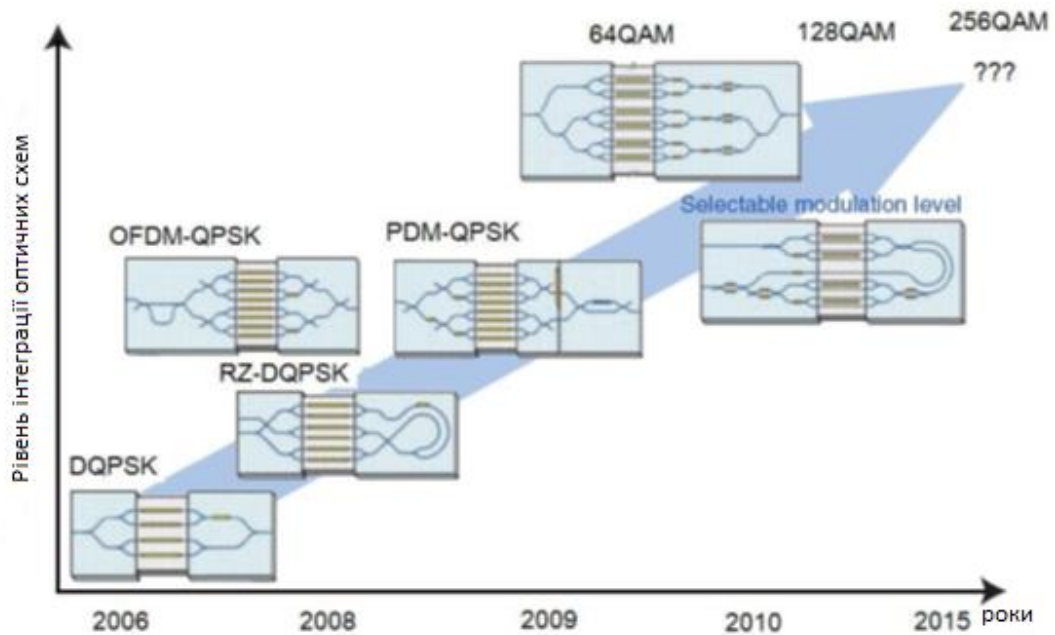 256QAM
64QAM
128QAM
???
Рівень інтеграції оптичних схем
Selectable modulation level
OFDM-QPSK
PDM-QPSK
RZ-DQPSK
DQPSK
2006
2008
2009
2010
2015
роки